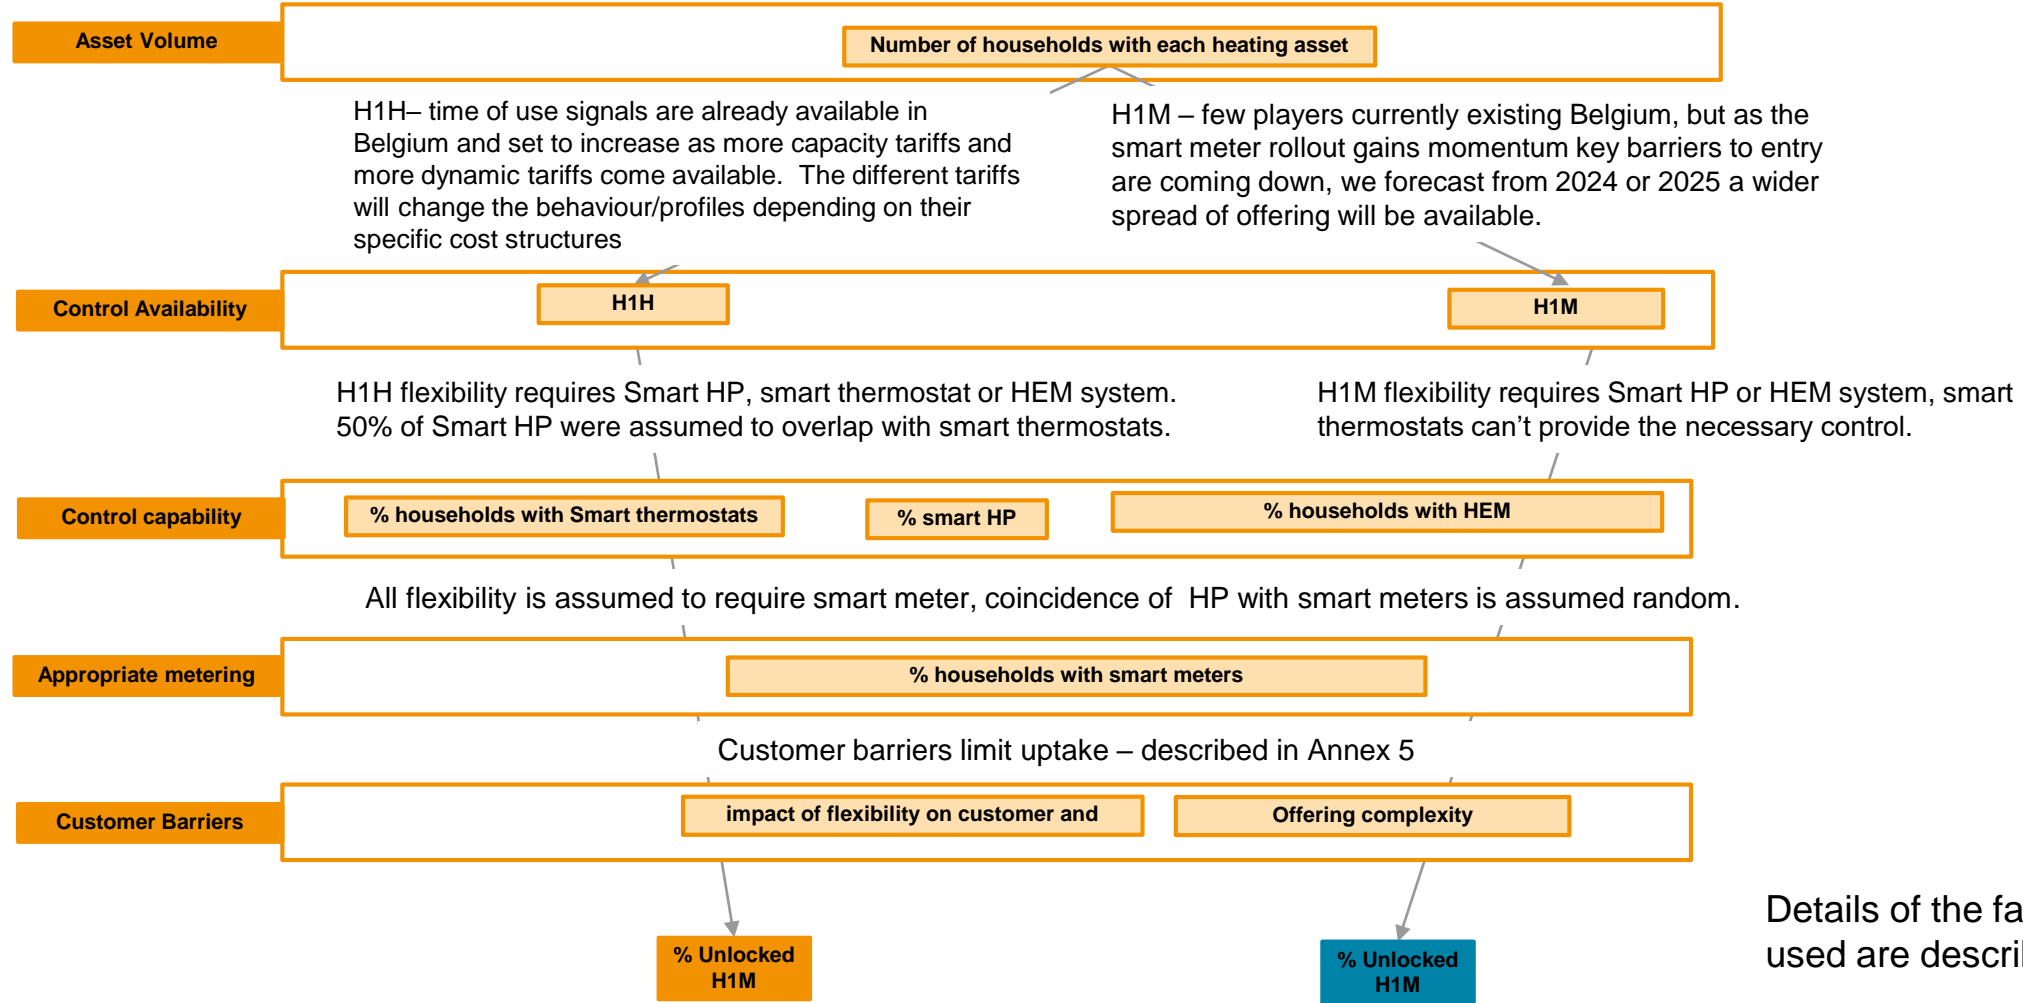 Asset Volume
Number of households with each heating asset
H1H– time of use signals are already available in
Belgium and set to increase as more capacity tariffs and
more dynamic tariffs come available.  The different tariffs
will change the behaviour/profiles depending on their
specific cost structures
H1M – few players currently existing Belgium, but as the
smart meter rollout gains momentum key barriers to entry
are coming down, we forecast from 2024 or 2025 a wider
spread of offering will be available.
Control Availability
H1H
H1M
H1H flexibility requires Smart HP, smart thermostat or HEM system.
50% of Smart HP were assumed to overlap with smart thermostats.
H1M flexibility requires Smart HP or HEM system, smart
thermostats can't provide the necessary control.
Control capability
% households with Smart thermostats
% smart HP
% households with HEM
All flexibility is assumed to require smart meter, coincidence of  HP with smart meters is assumed random.
Appropriate metering
% households with smart meters
Customer barriers limit uptake – described in Annex 5
Customer Barriers
impact of flexibility on customer and
Offering complexity
% Unlocked
H1M
% Unlocked
H1M
Details of the
used are